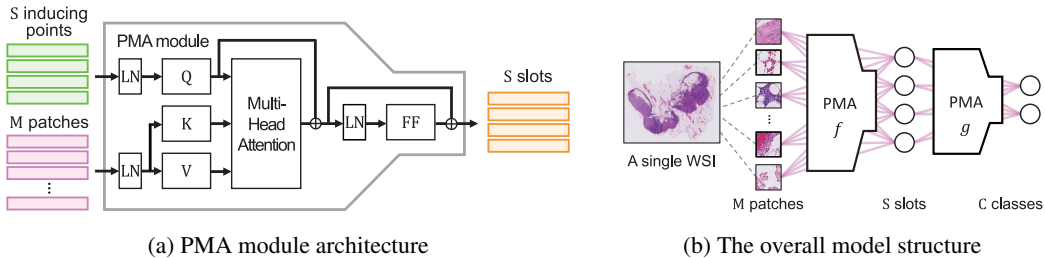 S inducing
points
PMA module
LN
Q
K
M patches
Multi-
Head
Attention
LN
V
LN
FF
S slots
(a) PMA module architecture
A single WSI
M patches
PMA
f
S slots
PMA
g
C classes
(b) The overall model structure